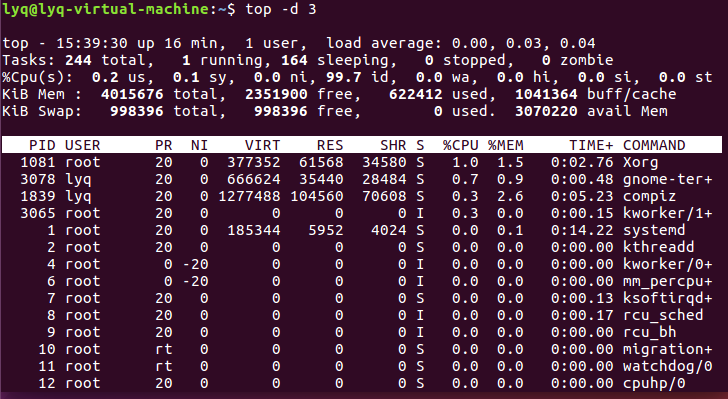 lyq@lyq-virtual-machine:~$ top -d 3
top - 15:39:30 up 16 min,  1 user,  load average: 0.00, 0.03, 0.04
Tasks: 244 total,   1 running, 164 sleeping,   0 stopped,   0 zombie
%Cpu(s):  0.2 us,  0.1 sy,  0.0 ni, 99.7 id,  0.0 wa,  0.0 hi,  0.0 si,  0.0 st
KiB Mem :  4015676 total,  2351900 free,   622412 used,  1041364 buff/cache
KiB Swap:   998396 total,   998396 free,        0 used.  3070220 avail Mem
PID USER      PR  NI    VIRT    RES    SHR S  %CPU %MEM     TIME+ COMMAND
1081 root      20   0  377352  61568  34580 S   1.0  1.5   0:02.76 Xorg
3078 lyq       20   0  666624  35440  28484 S   0.7  0.9   0:00.48 gnome-ter+
1839 lyq       20   0 1277488 104560  70608 S   0.3  2.6   0:05.23 compiz
3065 root      20   0       0      0      0 I   0.3  0.0   0:00.15 kworker/1+
1 root      20   0  185344   5952   4024 S   0.0  0.1   0:14.22 systemd
2 root      20   0       0      0      0 S   0.0  0.0   0:00.00 kthreadd
4 root       0 -20       0      0      0 I   0.0  0.0   0:00.00 kworker/0+
6 root       0 -20       0      0      0 I   0.0  0.0   0:00.00 mm_percpu+
7 root      20   0       0      0      0 S   0.0  0.0   0:00.13 ksoftirqd+
8 root      20   0       0      0      0 I   0.0  0.0   0:00.17 rcu_sched
9 root      20   0       0      0      0 I   0.0  0.0   0:00.00 rcu_bh
10 root      rt   0       0      0      0 S   0.0  0.0   0:00.00 migration+
11 root      rt   0       0      0      0 S   0.0  0.0   0:00.00 watchdog/0
12 root      20   0       0      0      0 S   0.0  0.0   0:00.00 cpuhp/0